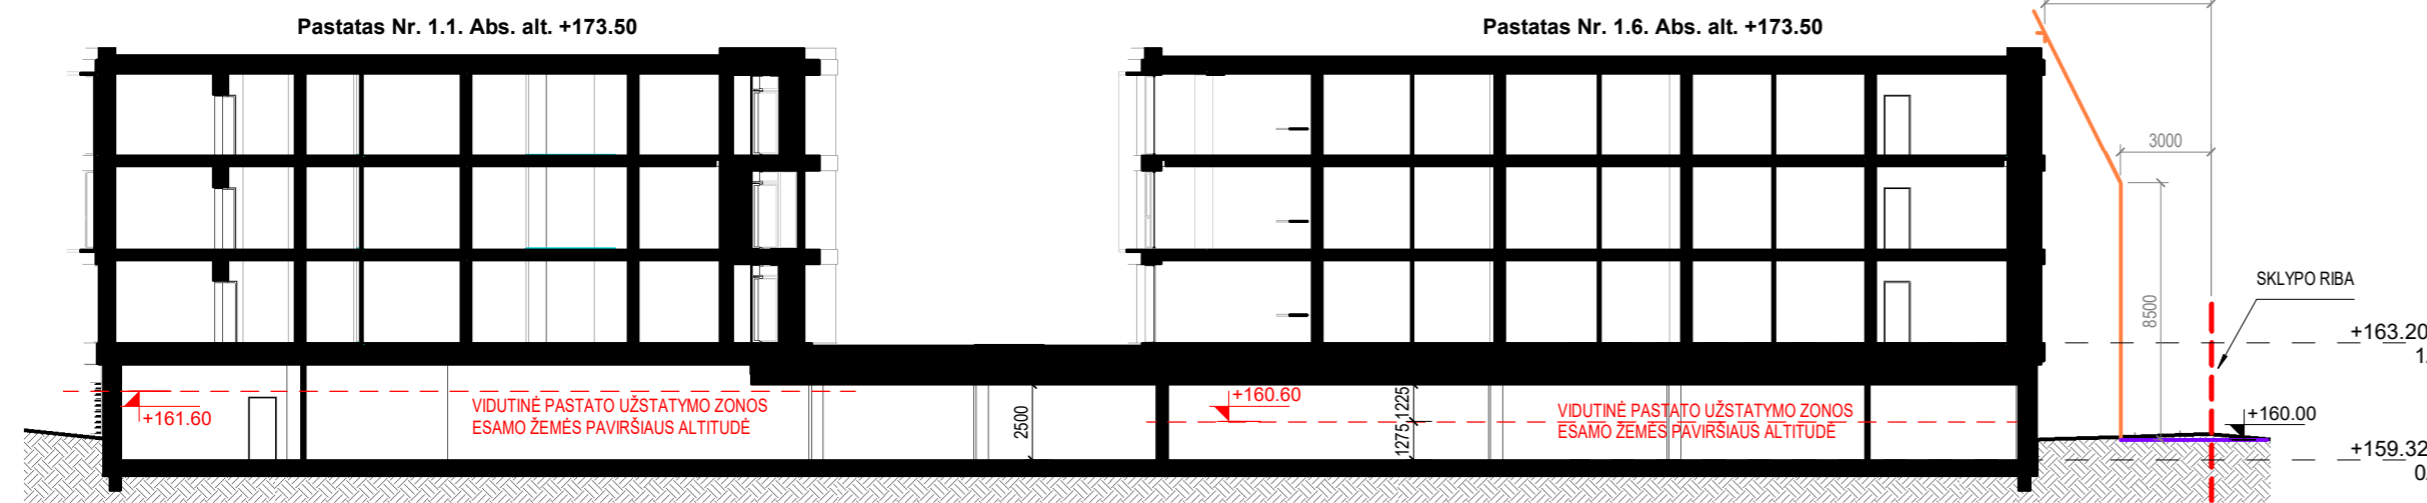 Pastatas Nr. 1.1. Abs. alt. +173.50
Pastatas Nr. 1.6. Abs. alt. +173.50
3000
8500
SKLYPO RIBA
+163.20
+161.60
VIDUTINĖ PASTATO UŽSTATYMO ZONOS
ESAMO ŽEMĖS PAVIRŠIAUS ALTITUDĖ
2500
+160.60
1225
1275
VIDUTINĖ PASTATO UŽSTATYMO ZONOS
ESAMO ŽEMĖS PAVIRŠIAUS ALTITUDĖ
+160.00
+159.32